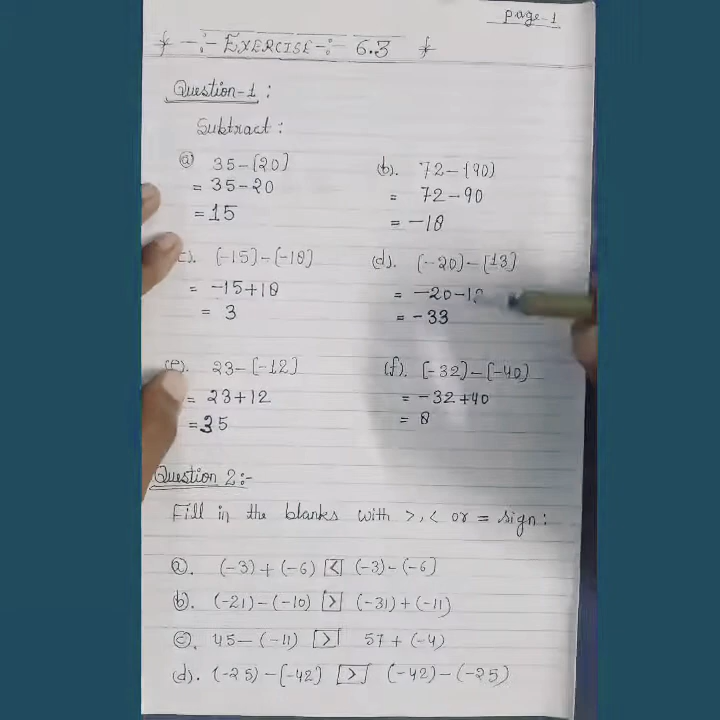 page-1
* -:- EXERCISE -:- 6.3 *
Question-1 :
Subtract :
(a) 35-(20)
= 35-20
= 15
(b). 72-(90)
= 72-90
= -18
c). (-15)-(-18)
= -15+18
= 3
(d). (-20)-(13)
= -20-13
= -33
(e). 23-(-12)
= 23+12
= 35
(f). (-32)-(-40)
= -32+40
= 8
Question 2:-
Fill in the blanks with >, < or = sign :
(a). (-3)+(-6) [<] (-3)-(-6)
(b). (-21)-(-10) [>] (-31)+(-11)
(c). 45-(-11) [>] 57+(-4)
(d). (-25)-(-42) [>] (-42)-(-25)